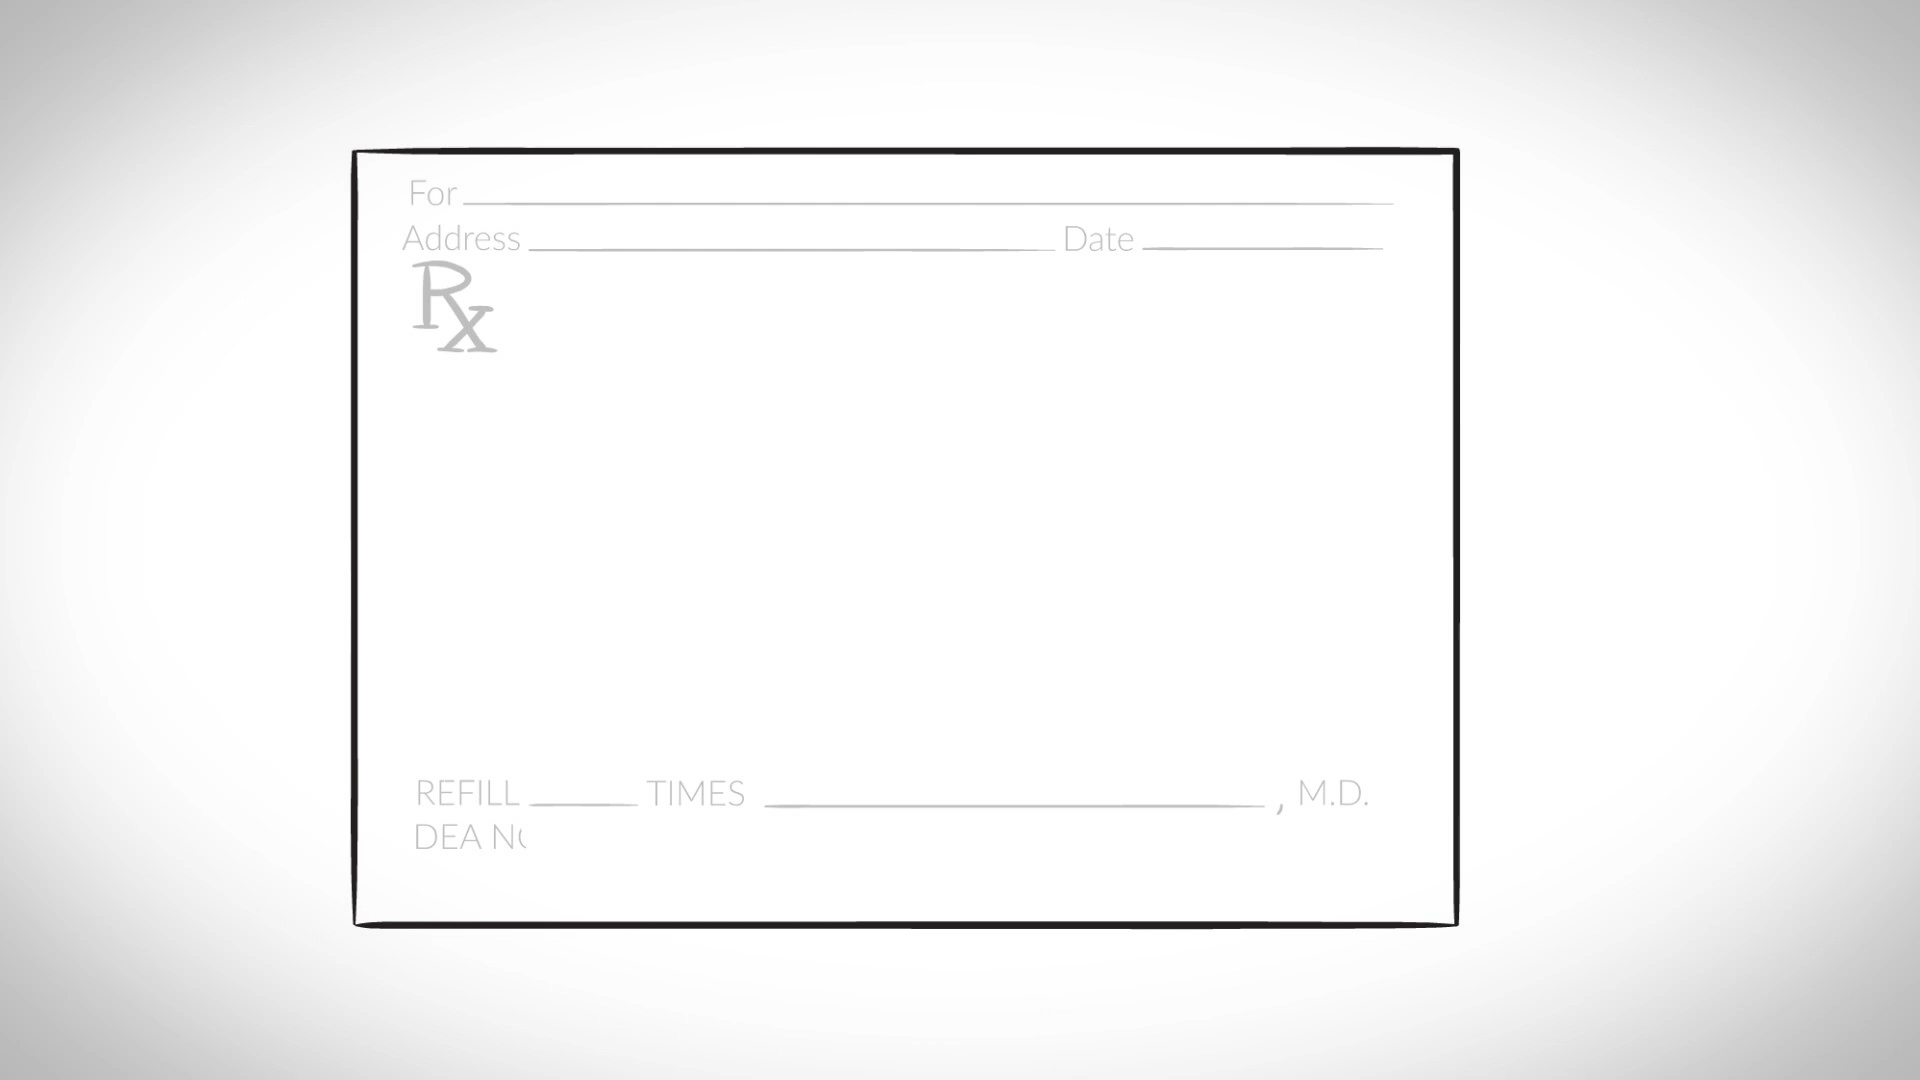 For
Address Date
Rx
REFILL TIMES , M.D.
DEA